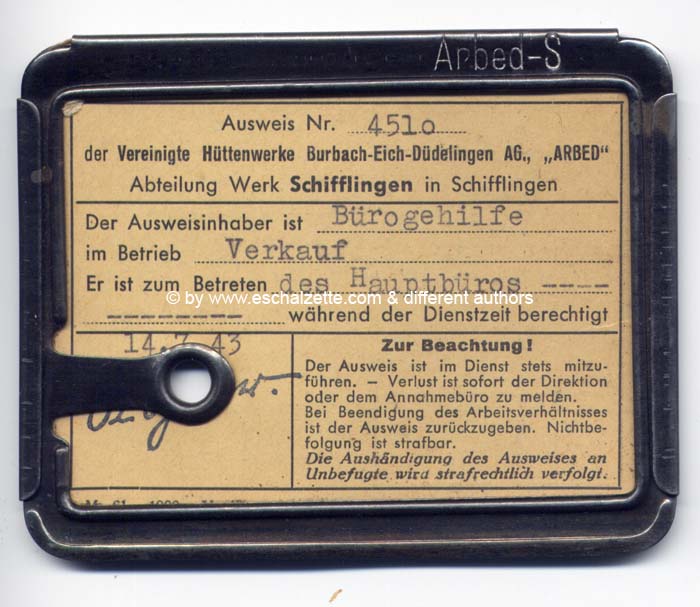 Arbed-S
Ausweis Nr. 451o
der Vereinigte Hüttenwerke Burbach-Eich-Düdelingen AG., „ARBED"
Abteilung Werk Schifflingen in Schifflingen
Der Ausweisinhaber ist Bürogehilfe
im Betrieb Verkauf
Er ist zum Betreten des Hauptbüros ----
© by www.eschalzette.com & different authors
-------- während der Dienstzeit berechtigt
14.7.43
Zur Beachtung!
Der Ausweis ist im Dienst stets mitzu-
führen. – Verlust ist sofort der Direktion
oder dem Annahmebüro zu melden.
Bei Beendigung des Arbeitsverhältnisses
ist der Ausweis zurückzugeben. Nichtbe-
folgung ist strafbar.
Die Aushändigung des Ausweises an
Unbefugte wird strafrechtlich verfolgt.